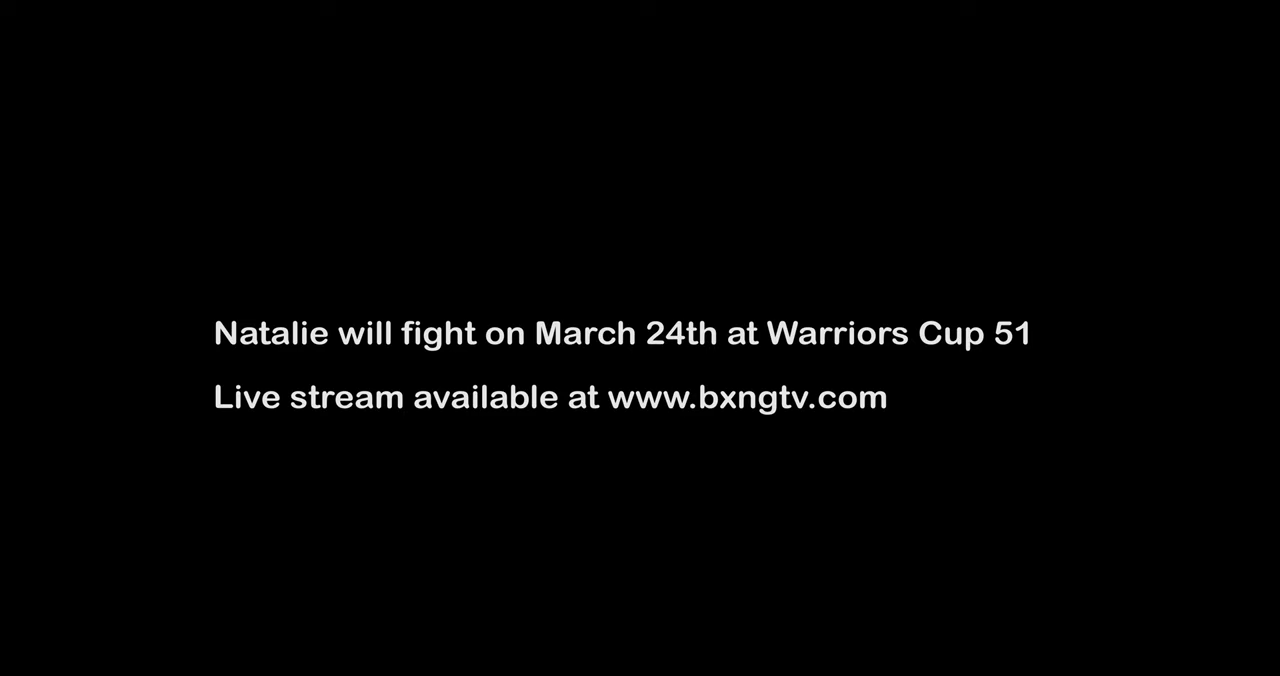 Natalie will fight on March 24th at Warriors Cup 51
Live stream available at www.bxngtv.com